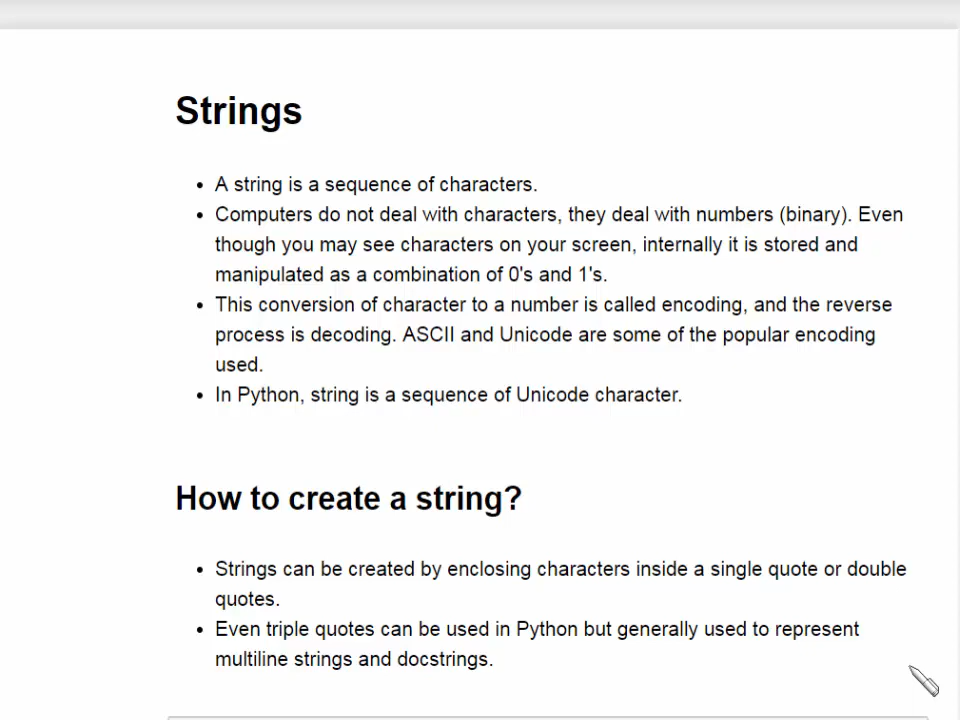 Strings
• A string is a sequence of characters.
• Computers do not deal with characters, they deal with numbers (binary). Even
though you may see characters on your screen, internally it is stored and
manipulated as a combination of 0's and 1's.
• This conversion of character to a number is called encoding, and the reverse
process is decoding. ASCII and Unicode are some of the popular encoding
used.
• In Python, string is a sequence of Unicode character.
How to create a string?
• Strings can be created by enclosing characters inside a single quote or double
quotes.
• Even triple quotes can be used in Python but generally used to represent
multiline strings and docstrings.